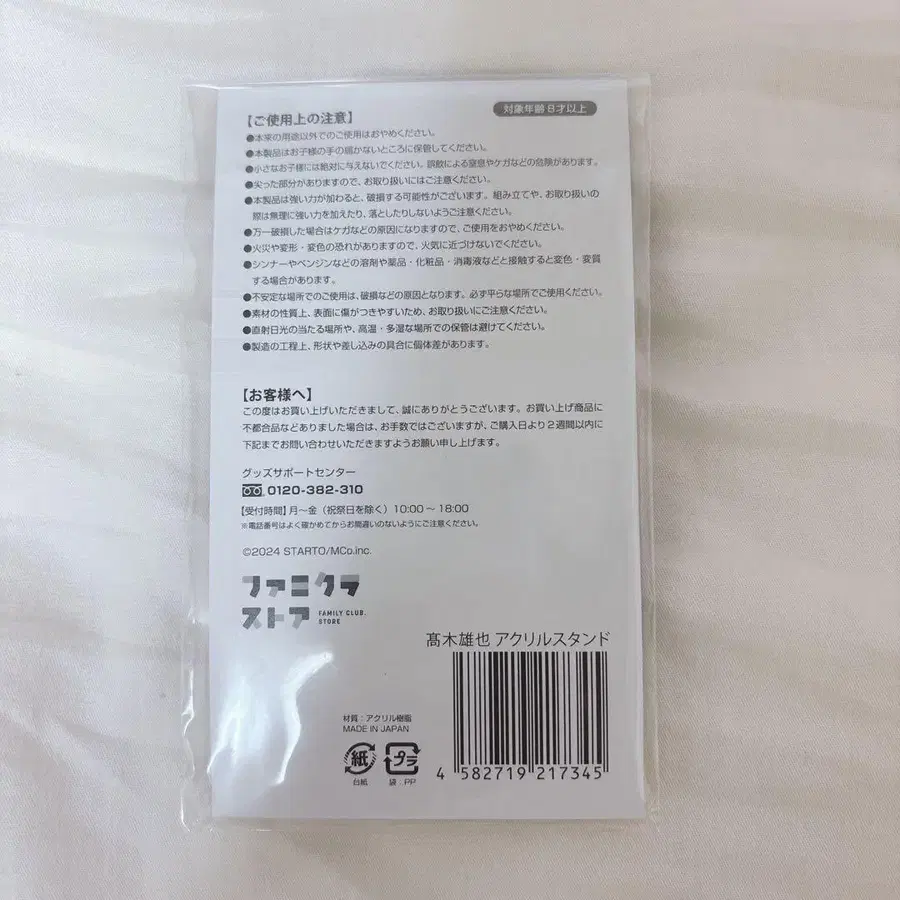 【ご使用上の注意】
対象年齢 8才以上
●本来の用途以外でのご使用はおやめください。
●本製品はお子様の手の届かないところに保管してください。
●小さなお子様には絶対に与えないでください。誤飲による窒息やケガなどの危険があります。
●尖った部分がありますので、お取り扱いにはご注意ください。
●本製品は強い力が加わると、破損する可能性がございます。組み立てや、お取り扱いの
際は無理に強い力を加えたり、落としたりしないようご注意ください。
●万一破損した場合はケガなどの原因になりますので、ご使用をおやめください。
●火災や変形・変色の恐れがありますので、火気に近づけないでください。
●シンナーやベンジンなどの溶剤や薬品・化粧品・消毒液などと接触すると変色・変質
する場合があります。
●不安定な場所でのご使用は、破損などの原因となります。必ず平らな場所でご使用ください。
●素材の性質上、表面に傷がつきやすいため、お取り扱いにご注意ください。
●直射日光の当たる場所や、高温・多湿な場所での保管は避けてください。
●製造の工程上、形状や差し込みの具合に個体差があります。
【お客様へ】
この度はお買い上げいただきまして、誠にありがとうございます。お買い上げ商品に
不都合品などありました場合は、お手数ではございますが、ご購入日より2週間以内に
下記までお問い合わせいただきますようお願い申し上げます。
グッズサポートセンター
0120-382-310
【受付時間】月〜金（祝祭日を除く）10:00〜18:00
※電話番号はよく確かめてからお間違いのないようにご注意ください。
©2024 STARTO/MCo.inc.
ファミクラ
ストア FAMILY CLUB.
STORE
髙木雄也 アクリルスタンド
材質：アクリル樹脂
MADE IN JAPAN
紙 プラ
台紙 袋：PP
4 582719 217345